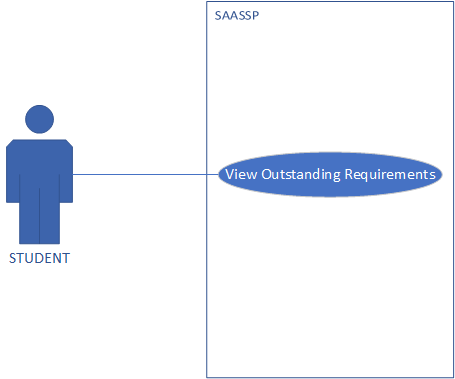 SAASSP
View Outstanding Requirements
STUDENT